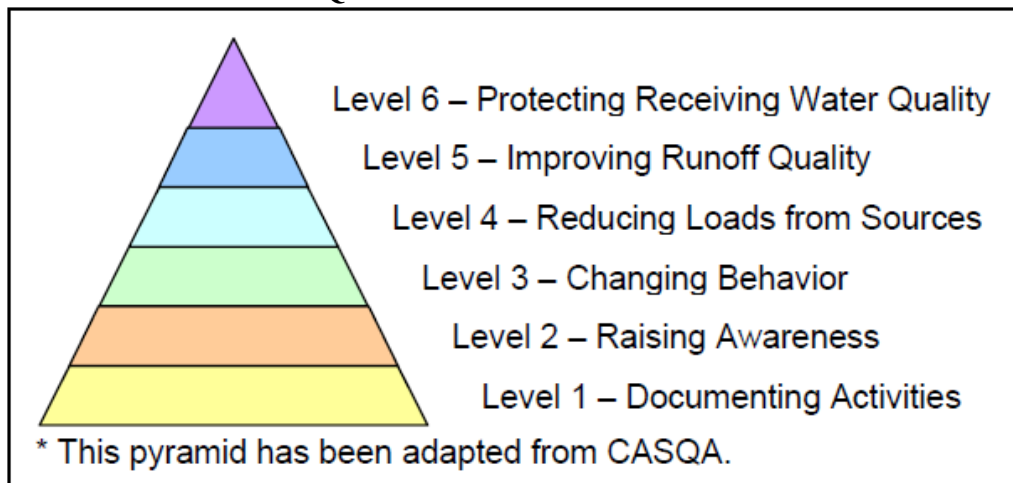 Level 6 – Protecting Receiving Water Quality
Level 5 – Improving Runoff Quality
Level 4 – Reducing Loads from Sources
Level 3 – Changing Behavior
Level 2 – Raising Awareness
Level 1 – Documenting Activities
* This pyramid has been adapted from CASQA.